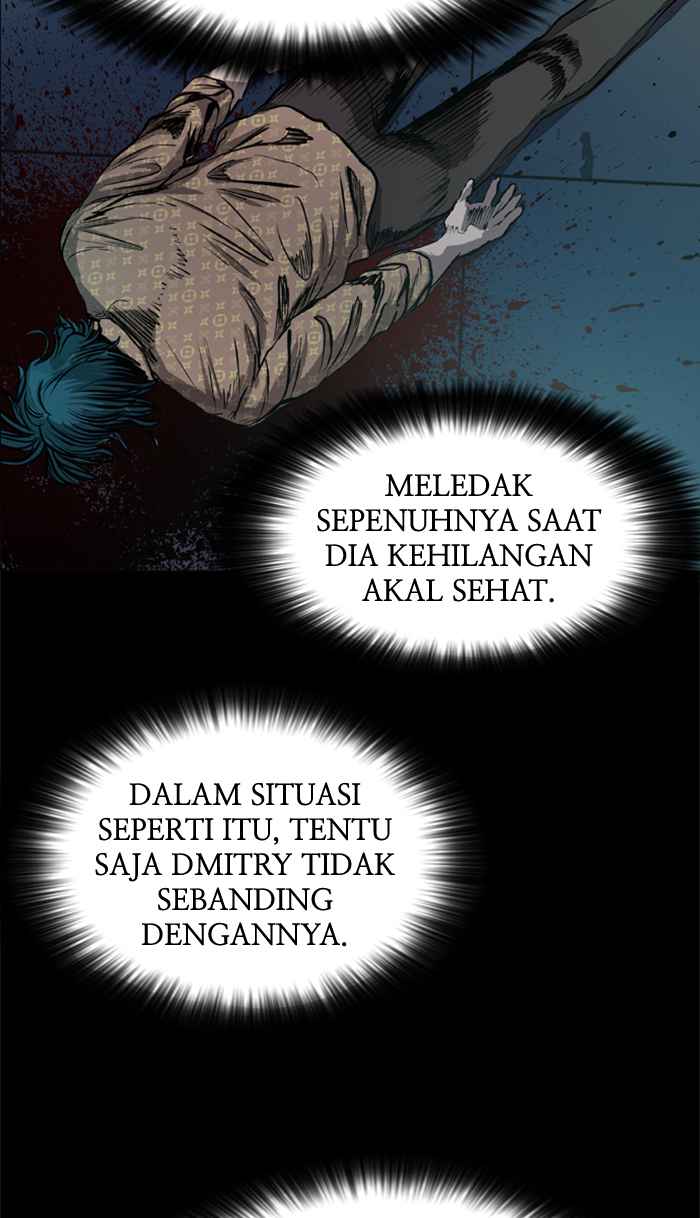 MELEDAK
SEPENUHNYA SAAT
DIA KEHILANGAN
AKAL SEHAT.
DALAM SITUASI
SEPERTI ITU, TENTU
SAJA DMITRY TIDAK
SEBANDING
DENGANNYA.